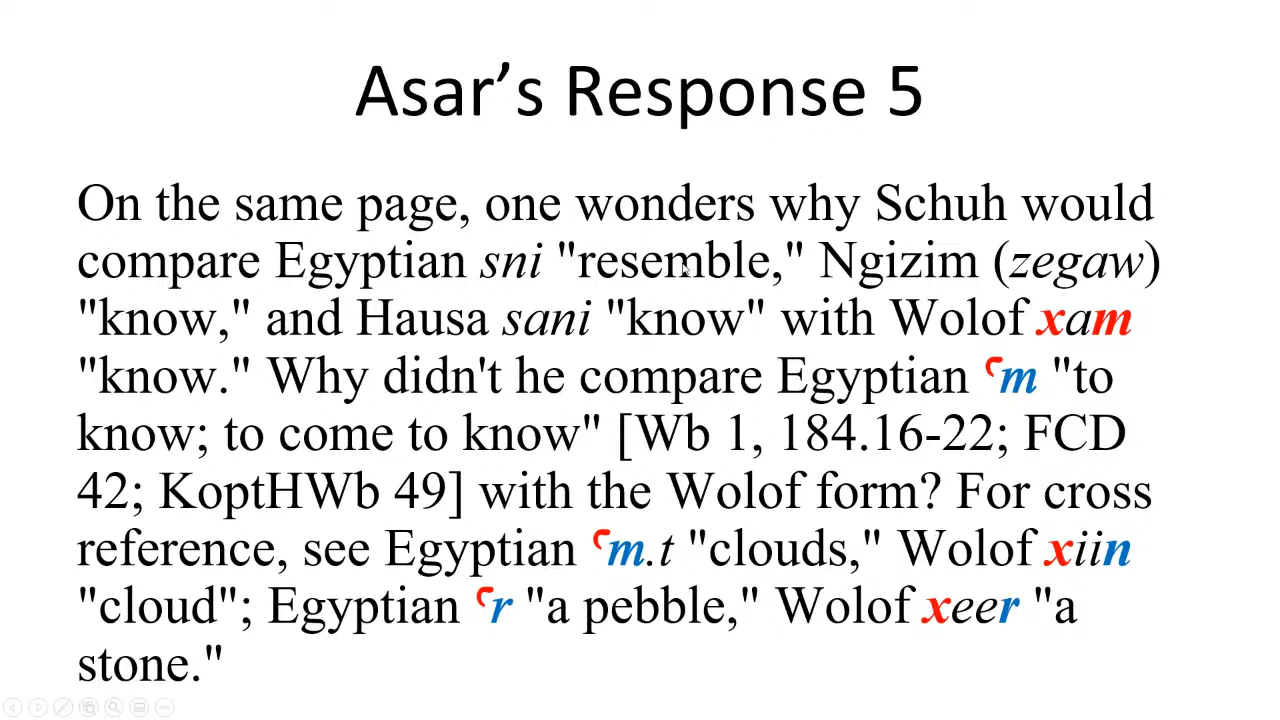 Asar’s Response 5
On the same page, one wonders why Schuh would
compare Egyptian sni "resemble," Ngizim (zegaw)
"know," and Hausa sani "know" with Wolof xam
"know." Why didn't he compare Egyptian ꜥm "to
know; to come to know" [Wb 1, 184.16-22; FCD
42; KoptHWb 49] with the Wolof form? For cross
reference, see Egyptian ꜥm.t "clouds," Wolof xiin
"cloud"; Egyptian ꜥr "a pebble," Wolof xeer "a
stone."